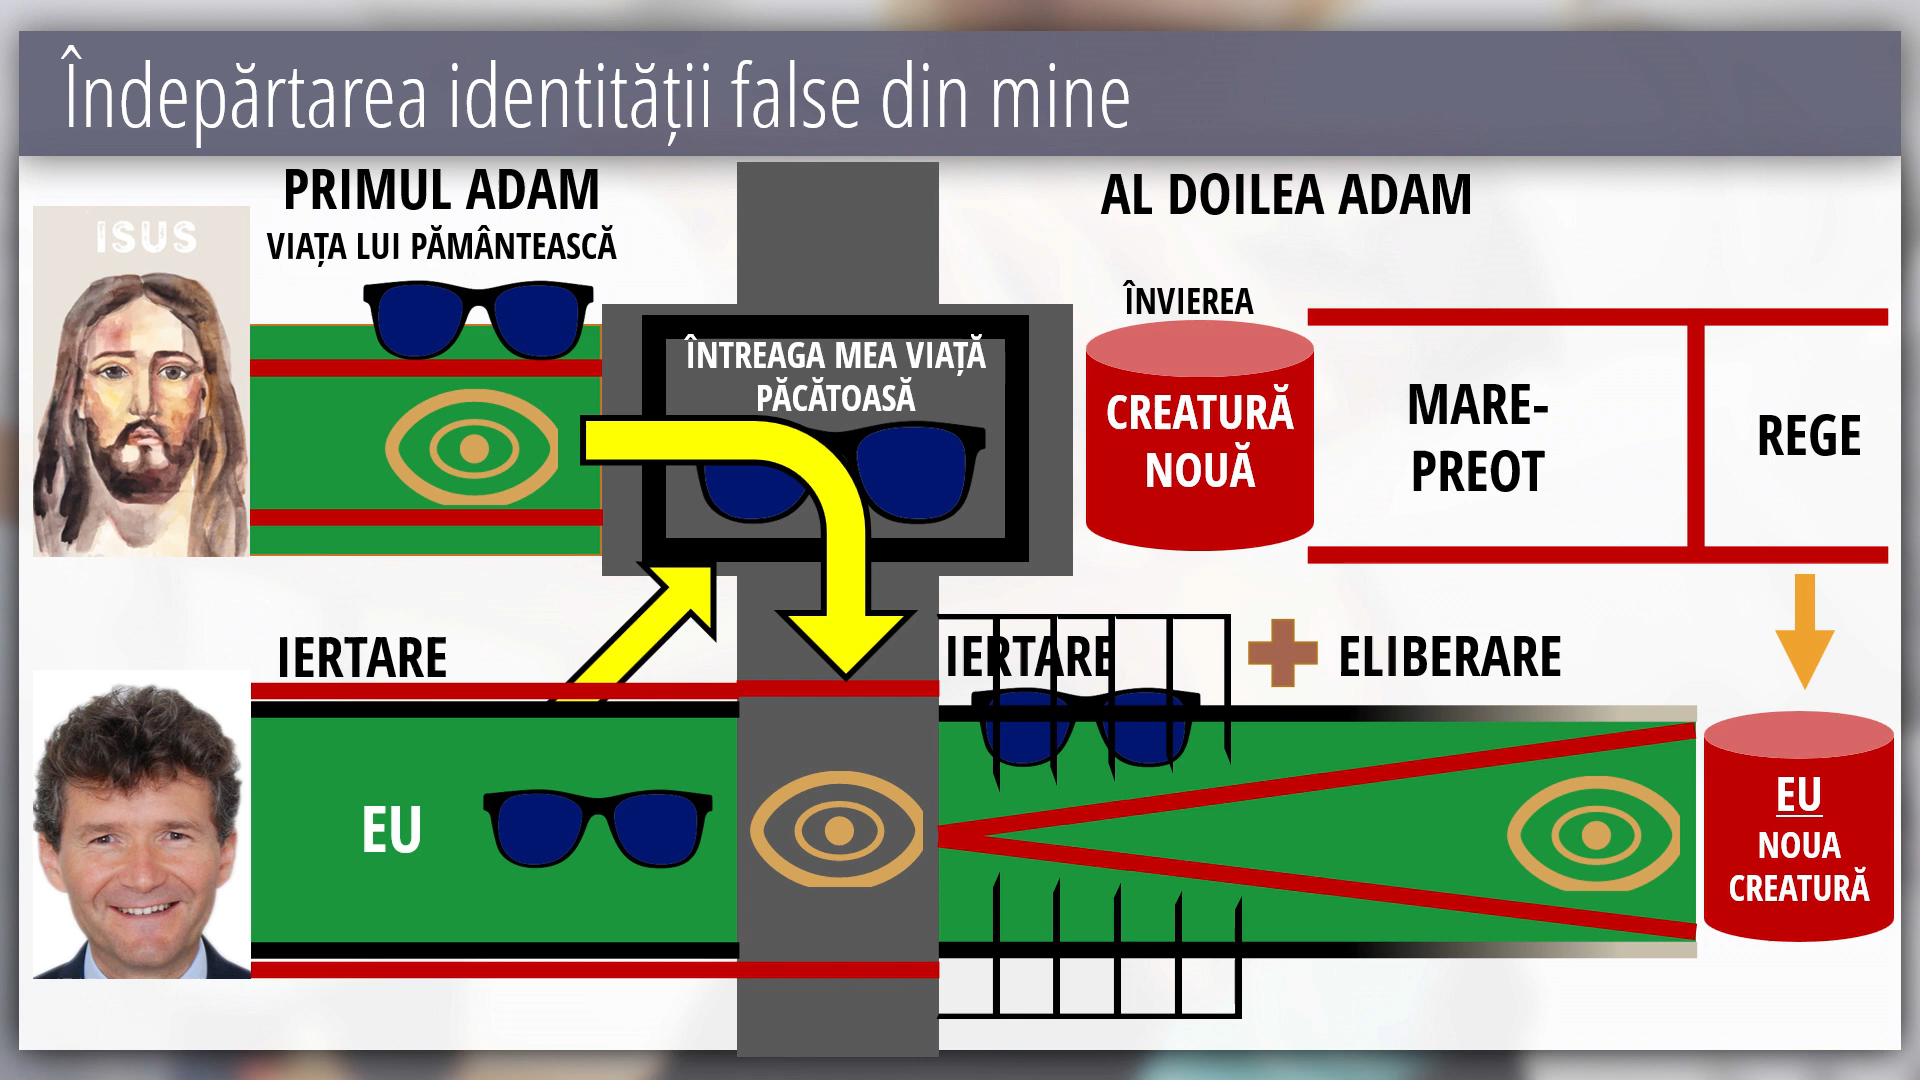 Îndepărtarea identității false din mine
PRIMUL ADAM
VIAȚA LUI PĂMÂNTEASCĂ
ISUS
AL DOILEA ADAM
ÎNVIEREA
ÎNTREAGA MEA VIAȚĂ
PĂCĂTOASĂ
CREATURĂ
NOUĂ
MARE-
PREOT
REGE
IERTARE
IERTARE
ELIBERARE
EU
EU
NOUA
CREATURĂ